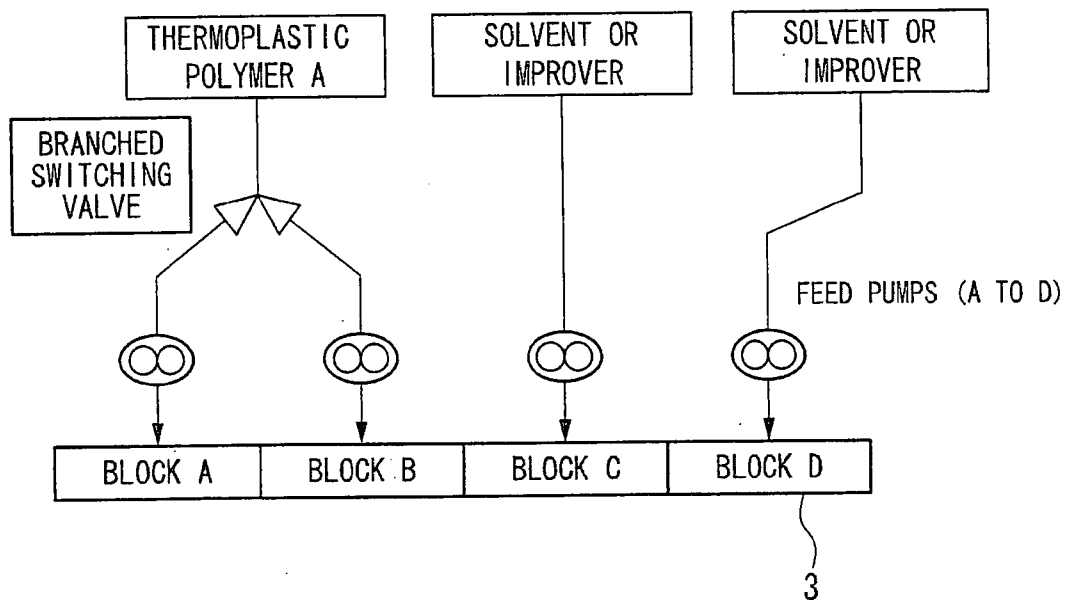 THERMOPLASTIC
POLYMER A
SOLVENT OR
IMPROVER
SOLVENT OR
IMPROVER
BRANCHED
SWITCHING
VALVE
FEED PUMPS (A TO D)
BLOCK A
BLOCK B
BLOCK C
BLOCK D
3